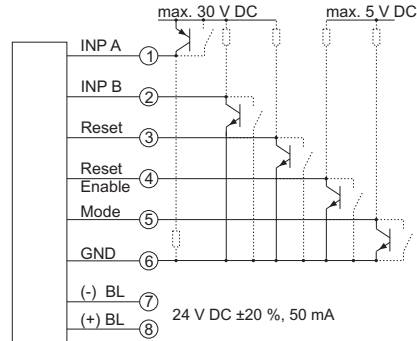 max. 30 V DC
max. 5 V DC
INP A
1
INP B
2
Reset
3
Reset
Enable
4
Mode
5
GND
6
(-) BL
7
24 V DC ±20 %, 50 mA
(+) BL
8